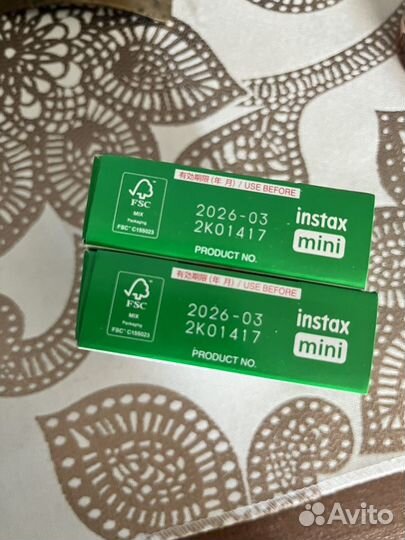 有効期限(年 月)/USE BEFORE
FSC
MIX
Packaging
FSC™ C155023
2026-03
2K01417
PRODUCT NO.
instax
mini
有効期限(年 月)/USE BEFORE
FSC
MIX
Packaging
FSC™ C155023
2026-03
2K01417
PRODUCT NO.
instax
mini
Avito